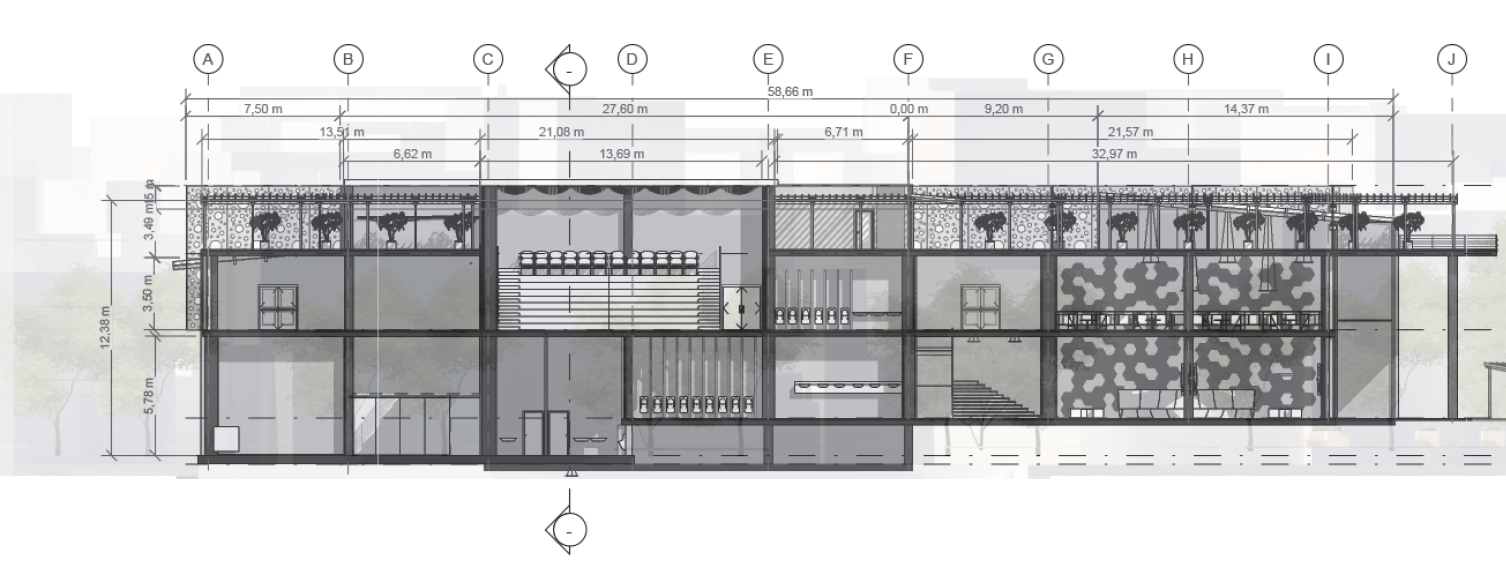 A B C D E F G H I J
-
58,66 m
7,50 m 27,60 m 0,00 m 9,20 m 14,37 m
13,51 m 21,08 m 6,71 m 21,57 m
6,62 m 13,69 m 32,97 m
3,49 m
3,50 m
12,38 m
5,78 m
-